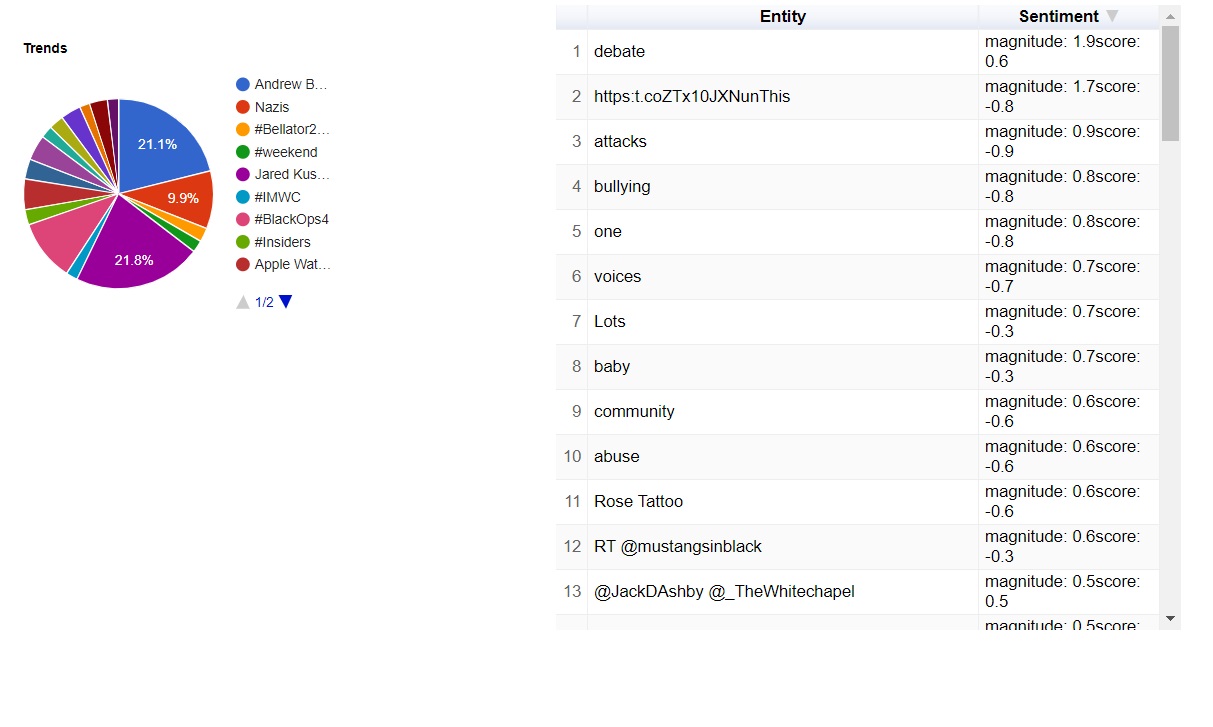 Trends
21.1%
9.9%
21.8%
Andrew B...
Nazis
#Bellator2...
#weekend
Jared Kus...
#IMWC
#BlackOps4
#Insiders
Apple Wat...
1/2
Entity Sentiment
1 debate magnitude: 1.9score:
0.6
2 https:t.coZTx10JXNunThis magnitude: 1.7score:
-0.8
3 attacks magnitude: 0.9score:
-0.9
4 bullying magnitude: 0.8score:
-0.8
5 one magnitude: 0.8score:
-0.8
6 voices magnitude: 0.7score:
-0.7
7 Lots magnitude: 0.7score:
-0.3
8 baby magnitude: 0.7score:
-0.3
9 community magnitude: 0.6score:
-0.6
10 abuse magnitude: 0.6score:
-0.6
11 Rose Tattoo magnitude: 0.6score:
-0.6
12 RT @mustangsinblack magnitude: 0.6score:
-0.3
13 @JackDAshby @_TheWhitechapel magnitude: 0.5score:
0.5
magnitude: 0.5score: